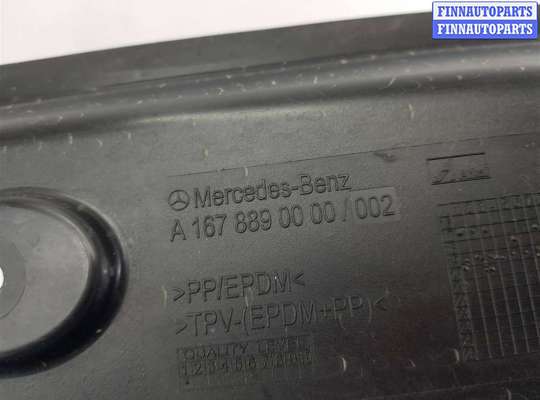 FINNAUTOPARTS
FINNAUTOPARTS
Mercedes-Benz
A 167 889 00 00 / 002
>PP/EPDM<
>TPV-(EPDM+PP)<
QUALITY LEVEL